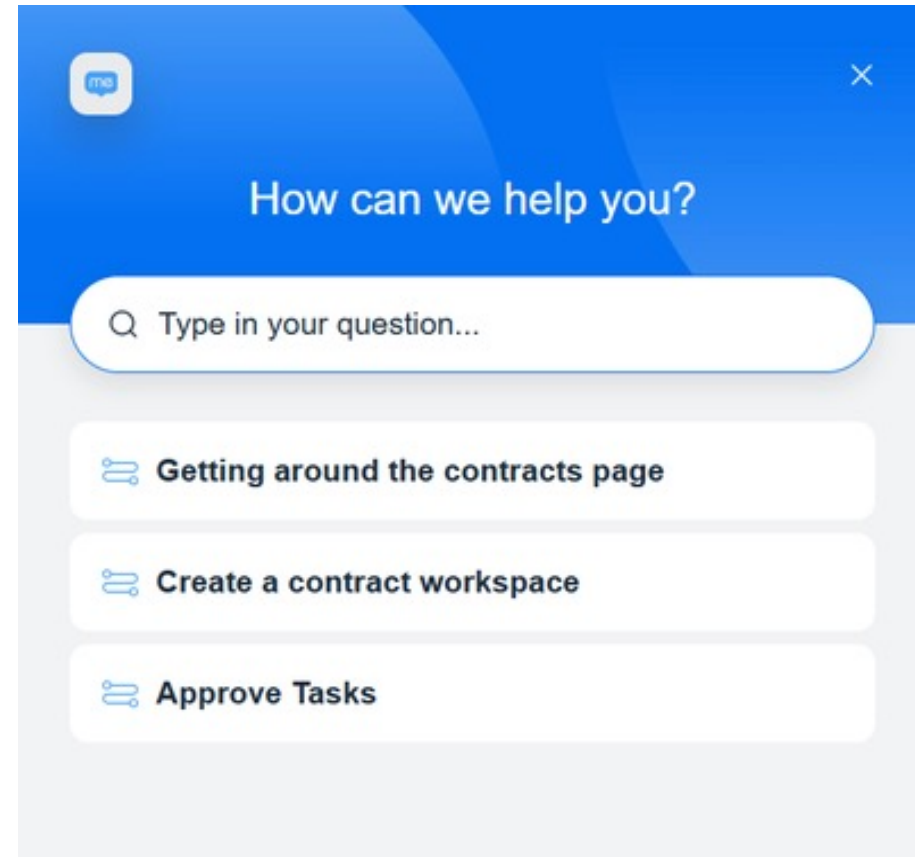 me
How can we help you?
Type in your question...
Getting around the contracts page
Create a contract workspace
Approve Tasks